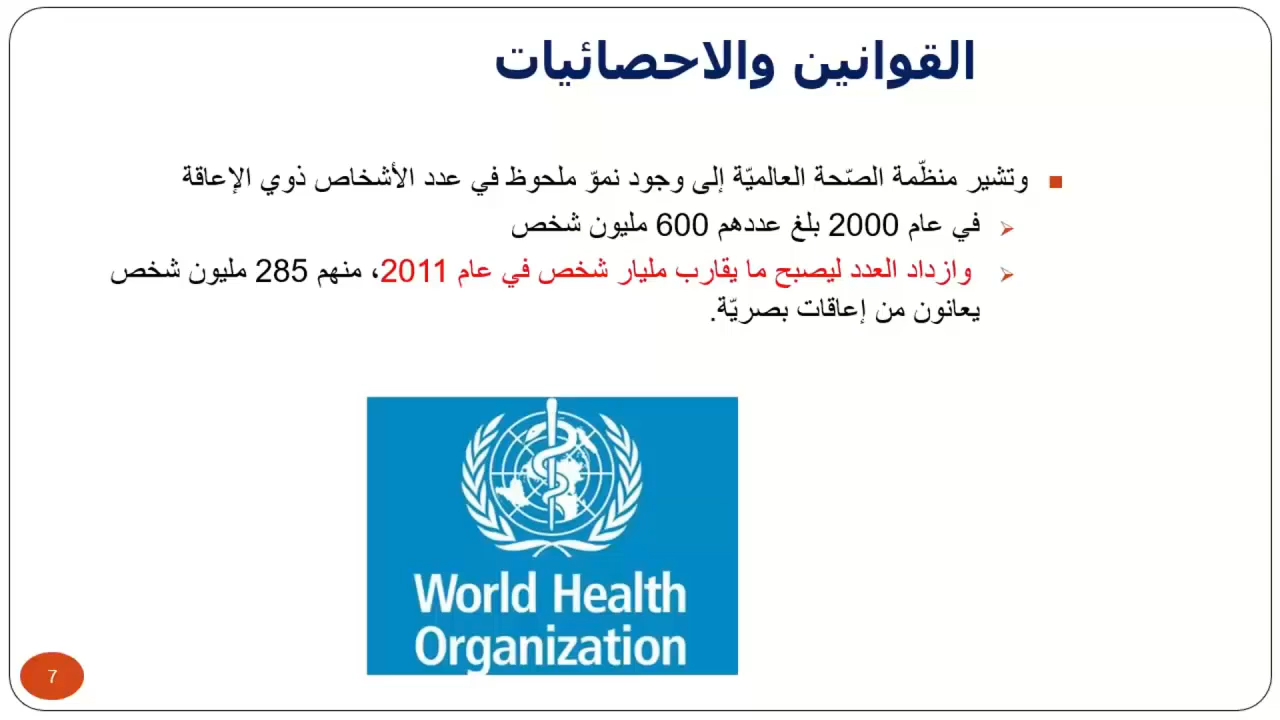 القوانين والاحصائيات
وتشير منظّمة الصّحة العالميّة إلى وجود نموّ ملحوظ في عدد الأشخاص ذوي الإعاقة
في عام 2000 بلغ عددهم 600 مليون شخص
وازداد العدد ليصبح ما يقارب مليار شخص في عام 2011، منهم 285 مليون شخص
يعانون من إعاقات بصريّة.
World Health
Organization
7